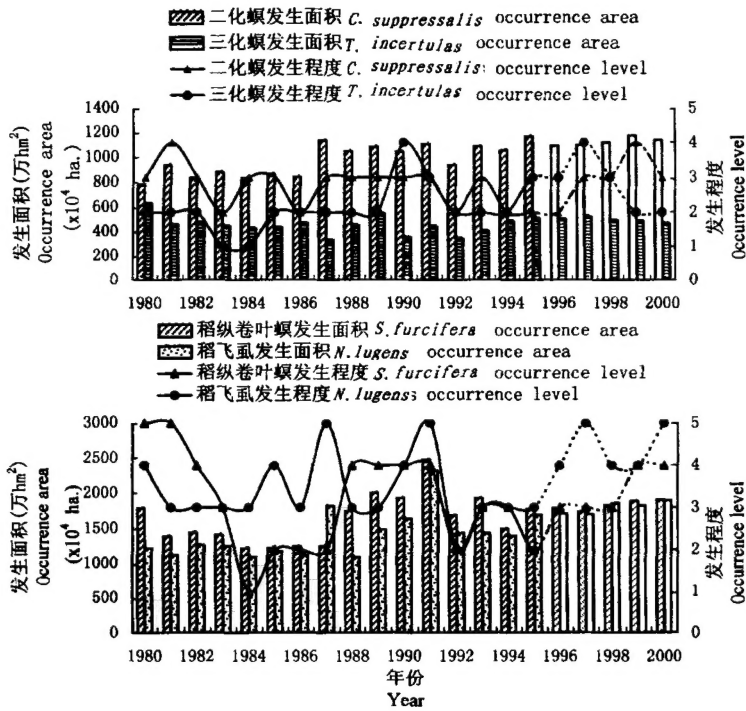 二化螟发生面积 C. suppressalis occurrence area
三化螟发生面积 T. incertulas occurrence area
二化螟发生程度 C. suppressalis occurrence level
三化螟发生程度 T. incertulas occurrence level
发生面积(万hm²)
Occurrence area
(x10⁴ ha.)
1400
1200
1000
800
600
400
200
0
5
4
3
2
1
0
发生程度
Occurrence level
1980 1982 1984 1986 1988 1990 1992 1994 1996 1998 2000
稻纵卷叶螟发生面积 S. furcifera occurrence area
稻飞虱发生面积 N. lugens occurrence area
稻纵卷叶螟发生程度 S. furcifera occurrence level
稻飞虱发生程度 N. lugens occurrence level
发生面积(万hm²)
Occurrence area
(x10⁴ ha.)
3000
2500
2000
1500
1000
500
0
5
4
3
2
1
0
发生程度
Occurrence level
1980 1982 1984 1986 1988 1990 1992 1994 1996 1998 2000
年份
Year